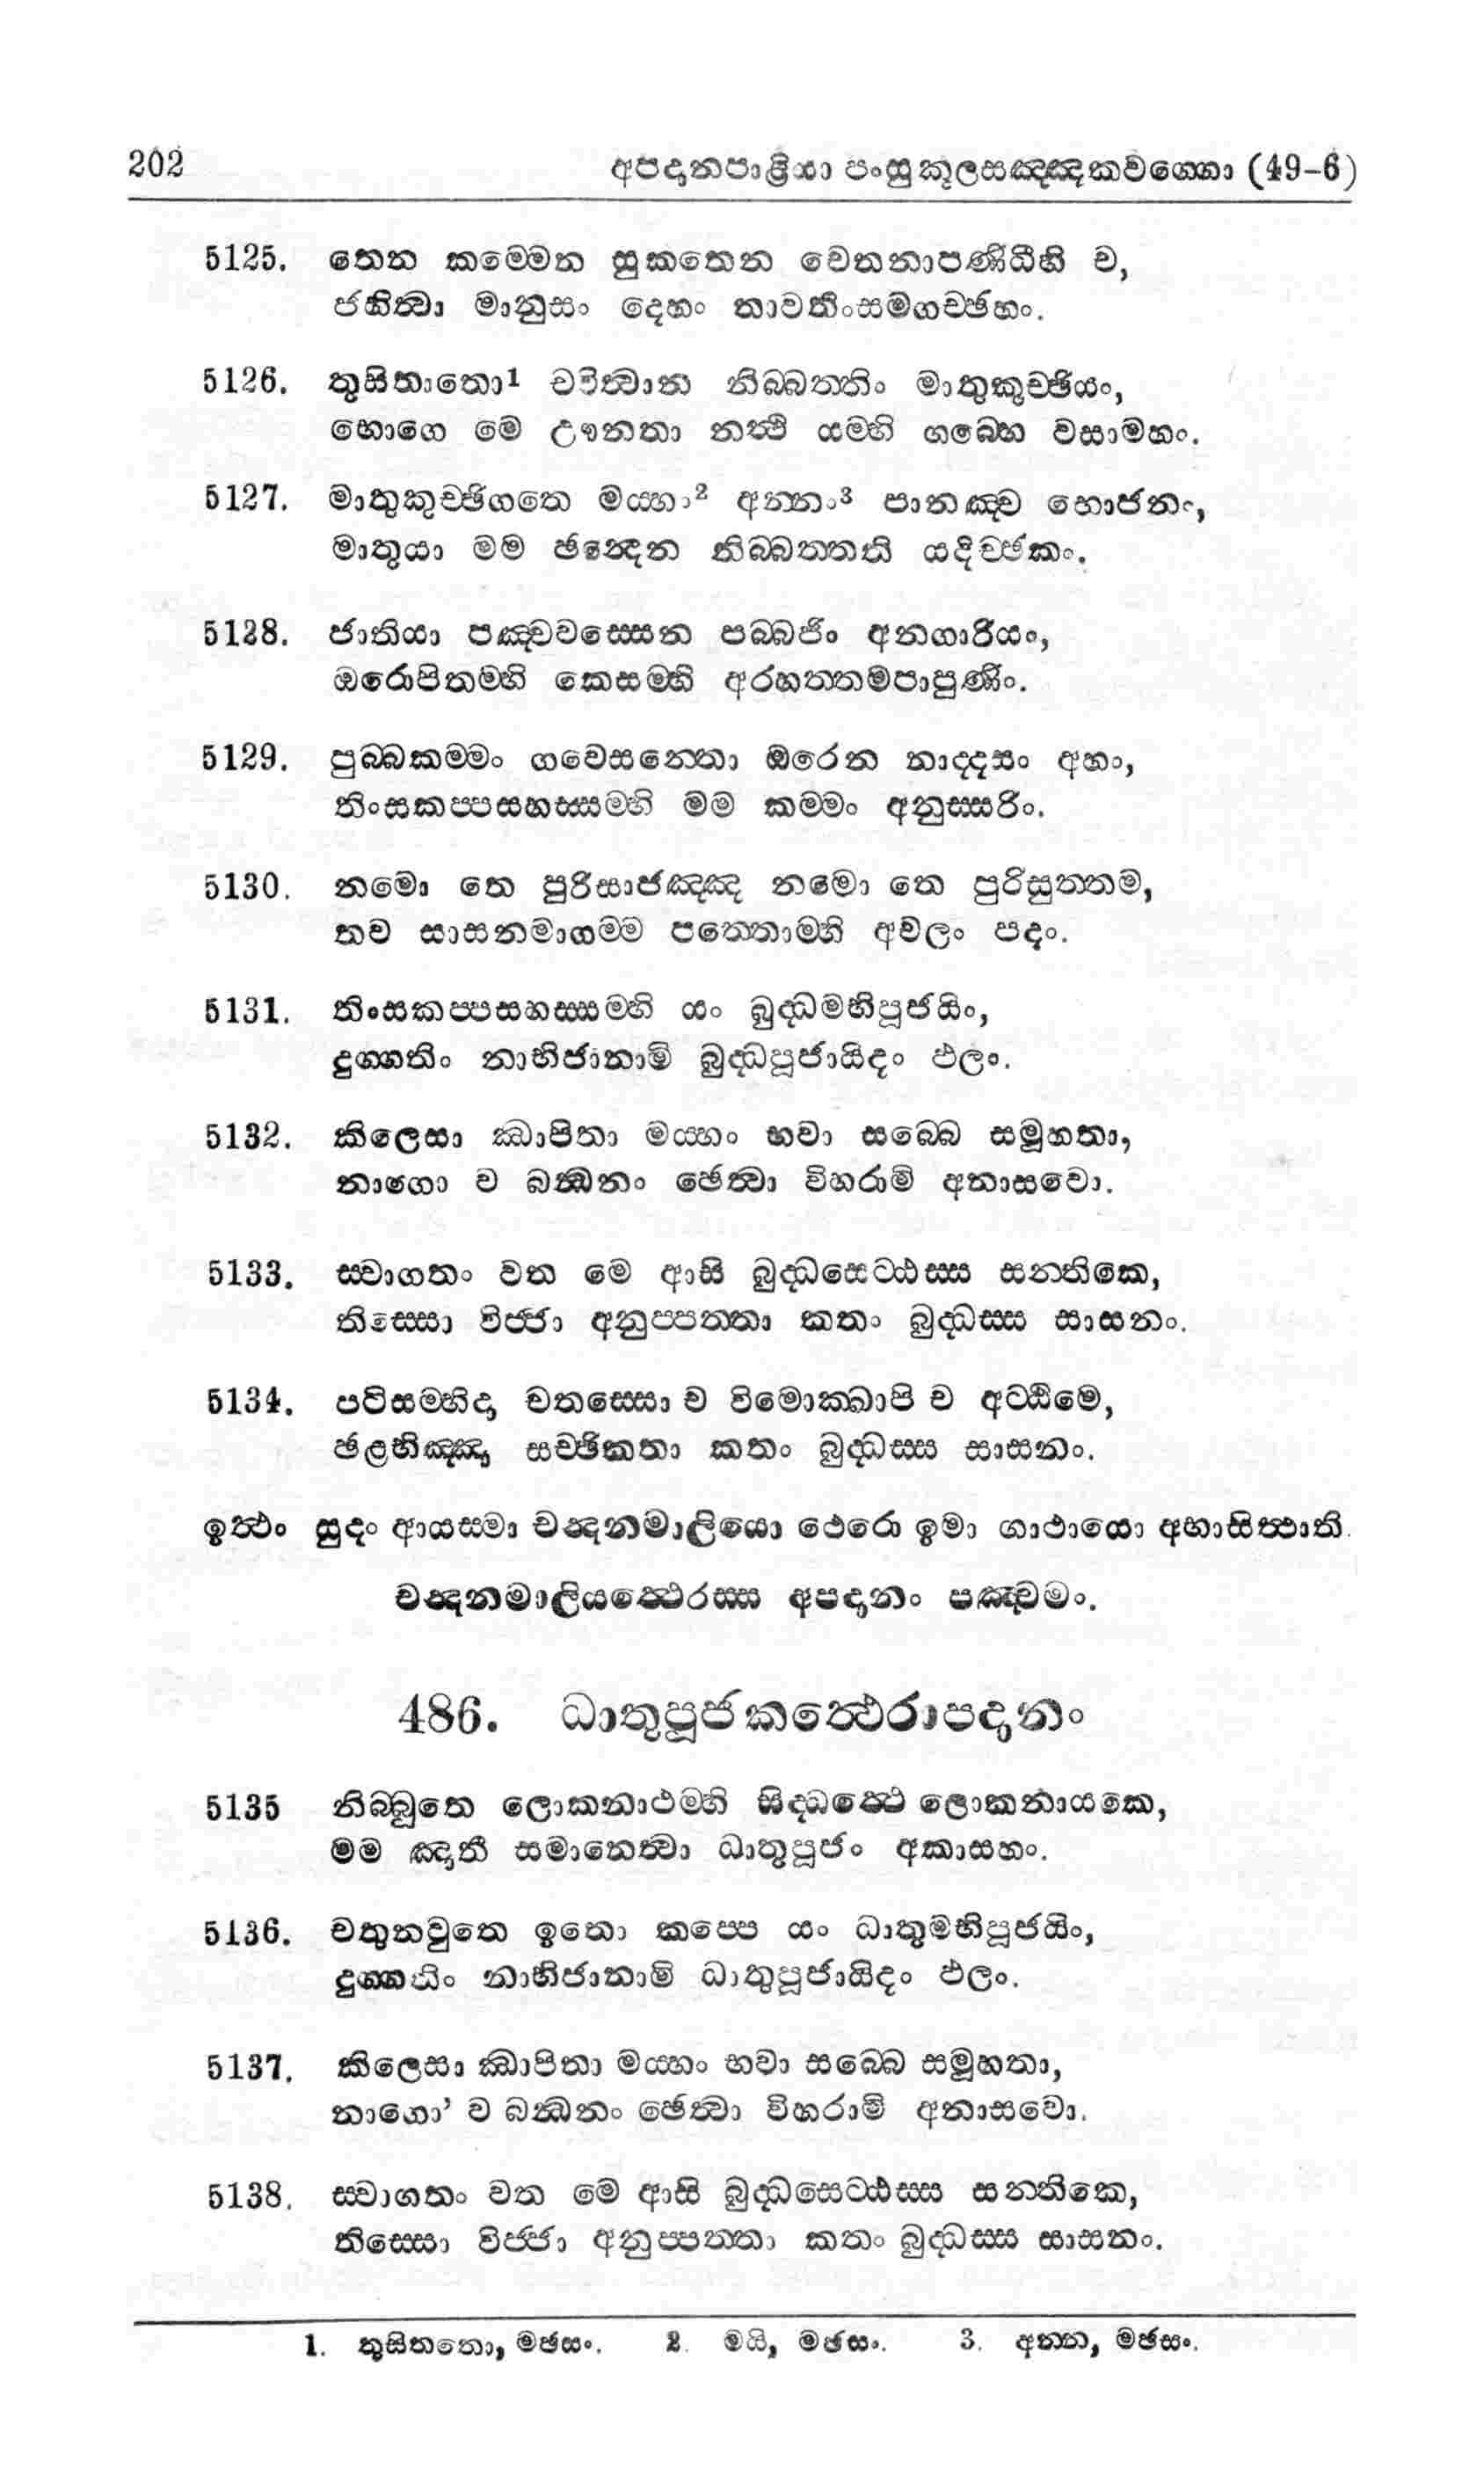 202 අපදානපාළියා පංසුකූලසඤ්ඤකවග්ගො (49–6)
5125. තෙන කම්මෙන සුකතෙන චෙතනාපණිධීහි ච,
ජහිත්වා මානුසං දෙහං තාවතිංසමගච්ඡහං.
5126. තුසිතාතො¹ චවිත්වාන නිබ්බත්තිං මාතුකුච්ඡියං,
භොගෙ මෙ ඌනතා නත්ථි යම්හි ගබ්භෙ වසාමහං.
5127. මාතුකුච්ඡිගතෙ මය්හා² අන්නං³ පානඤ්ච භොජනං,
මාතුයා මම ඡන්දෙන නිබ්බත්තති යදිච්ඡකං.
5128. ජාතියා පඤ්චවස්සෙන පබ්බජිං අනගාරියං,
ඔරොපිතම්හි කෙසම්හි අරහත්තමපාපුණිං.
5129. පුබ්බකම්මං ගවෙසන්තො ඔරෙන නාද්දසං අහං,
තිංසකප්පසහස්සම්හි මම කම්මං අනුස්සරිං.
5130. නමො තෙ පුරිසාජඤ්ඤ නමො තෙ පුරිසුත්තම,
තව සාසනමාගම්ම පත්තොම්හි අචලං පදං.
5131. තිංසකප්පසහස්සම්හි යං බුද්ධමභිපූජයිං,
දුග්ගතිං නාභිජානාමි බුද්ධපූජායිදං ඵලං.
5132. කිලෙසා ඣාපිතා මය්හං භවා සබ්බෙ සමූහතා,
නාගො ව බන්ධනං ඡෙත්වා විහරාමි අනාසවො.
5133. ස්වාගතං වත මෙ ආසි බුද්ධසෙට්ඨස්ස සන්තිකෙ,
තිස්සො විජ්ජා අනුප්පත්තා කතං බුද්ධස්ස සාසනං.
5134. පටිසම්භිදා චතස්සො ච විමොක්ඛාපි ච අට්ඨිමෙ,
ඡළභිඤ්ඤා සච්ඡිකතා කතං බුද්ධස්ස සාසනං.
ඉත්ථං සුදං ආයස්මා චන්දනමාලියො ථෙරො ඉමා ගාථායො අභාසිත්ථාති.
චන්දනමාලියත්ථෙරස්ස අපදානං පඤ්චමං.
486. ධාතුපූජකත්ථෙරාපදානං
5135 නිබ්බුතෙ ලොකනාථම්හි සිද්ධත්ථෙ ලොකනායකෙ,
මම ඤාතී සමානෙත්වා ධාතුපූජං අකාසහං.
5136. චතුනවුතෙ ඉතො කප්පෙ යං ධාතුමභිපූජයිං,
දුග්ගතිං නාභිජානාමි ධාතුපූජායිදං ඵලං.
5137. කිලෙසා ඣාපිතා මය්හං භවා සබ්බෙ සමූහතා,
නාගො’ ව බන්ධනං ඡෙත්වා විහරාමි අනාසවො.
5138. ස්වාගතං වත මෙ ආසි බුද්ධසෙට්ඨස්ස සන්තිකෙ,
තිස්සො විජ්ජා අනුප්පත්තා කතං බුද්ධස්ස සාසනං.
1. තුසිතතො, මඡසං. 2. මයි, මඡසං. 3. අන්න, මඡසං.